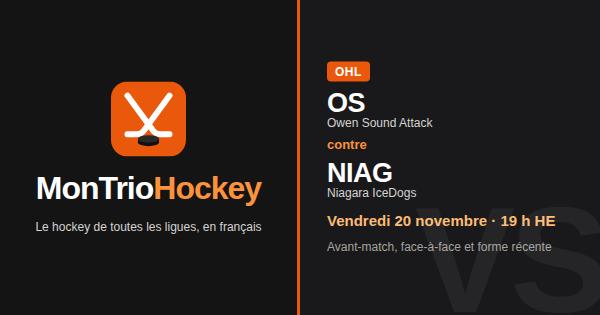 MonTrioHockey
Le hockey de toutes les ligues, en français
OHL
OS
Owen Sound Attack
contre
NIAG
Niagara IceDogs
Vendredi 20 novembre · 19 h HE
Avant-match, face-à-face et forme récente
VS